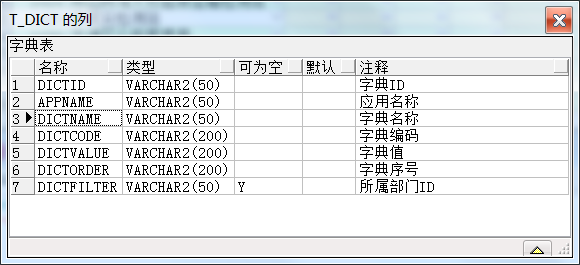 T_DICT 的列
字典表
名称 类型 可为空 默认 注释
1 DICTID VARCHAR2(50) 字典ID
2 APPNAME VARCHAR2(50) 应用名称
3 DICTNAME VARCHAR2(50) 字典名称
4 DICTCODE VARCHAR2(200) 字典编码
5 DICTVALUE VARCHAR2(200) 字典值
6 DICTORDER VARCHAR2(200) 字典序号
7 DICTFILTER VARCHAR2(50) Y 所属部门ID